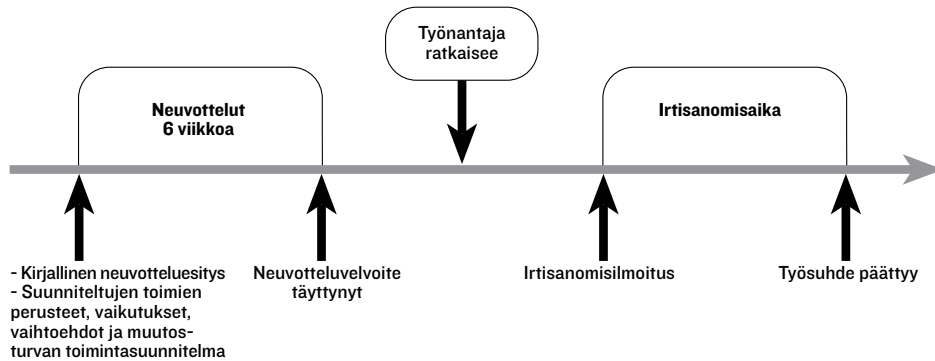 Työnantaja
ratkaisee
Neuvottelut
6 viikkoa
Irtisanomisaika
- Kirjallinen neuvotteluesitys
- Suunniteltujen toimien
perusteet, vaikutukset,
vaihtoehdot ja muutos-
turvan toimintasuunnitelma
Neuvotteluvelvoite
täyttynyt
Irtisanomisilmoitus
Työsuhde päättyy